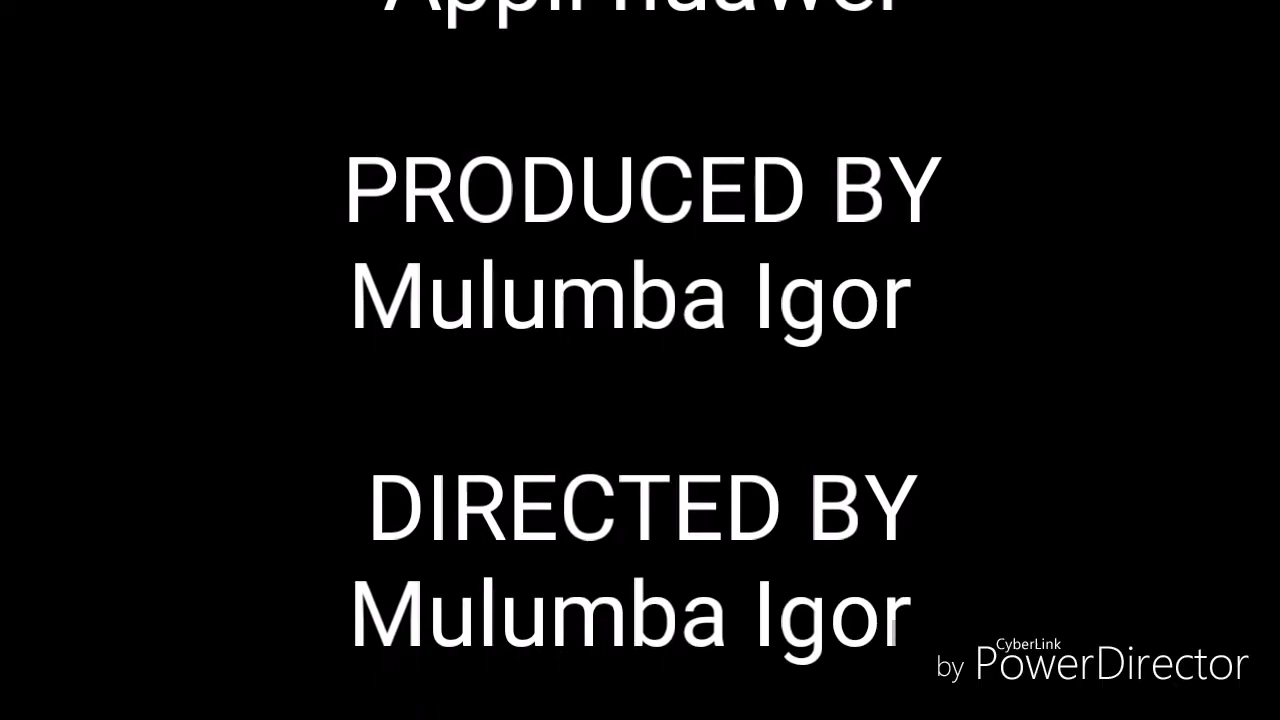 PRODUCED BY
Mulumba Igor
DIRECTED BY
Mulumba Igor
CyberLink
by PowerDirector